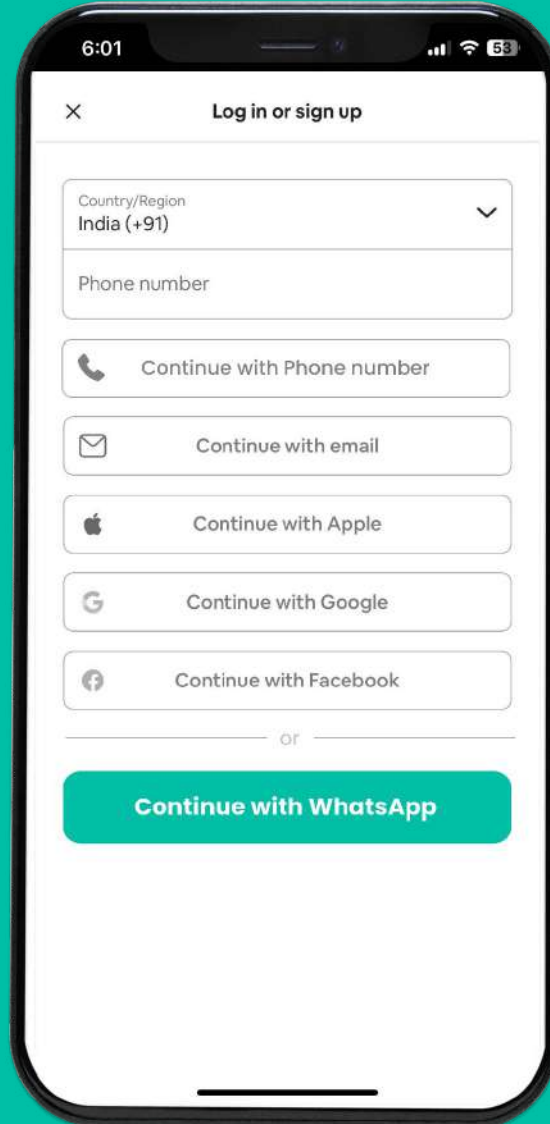 6:01
53
Log in or sign up
Country/Region
India (+91)
Phone number
Continue with Phone number
Continue with email
Continue with Apple
Continue with Google
Continue with Facebook
or
Continue with WhatsApp